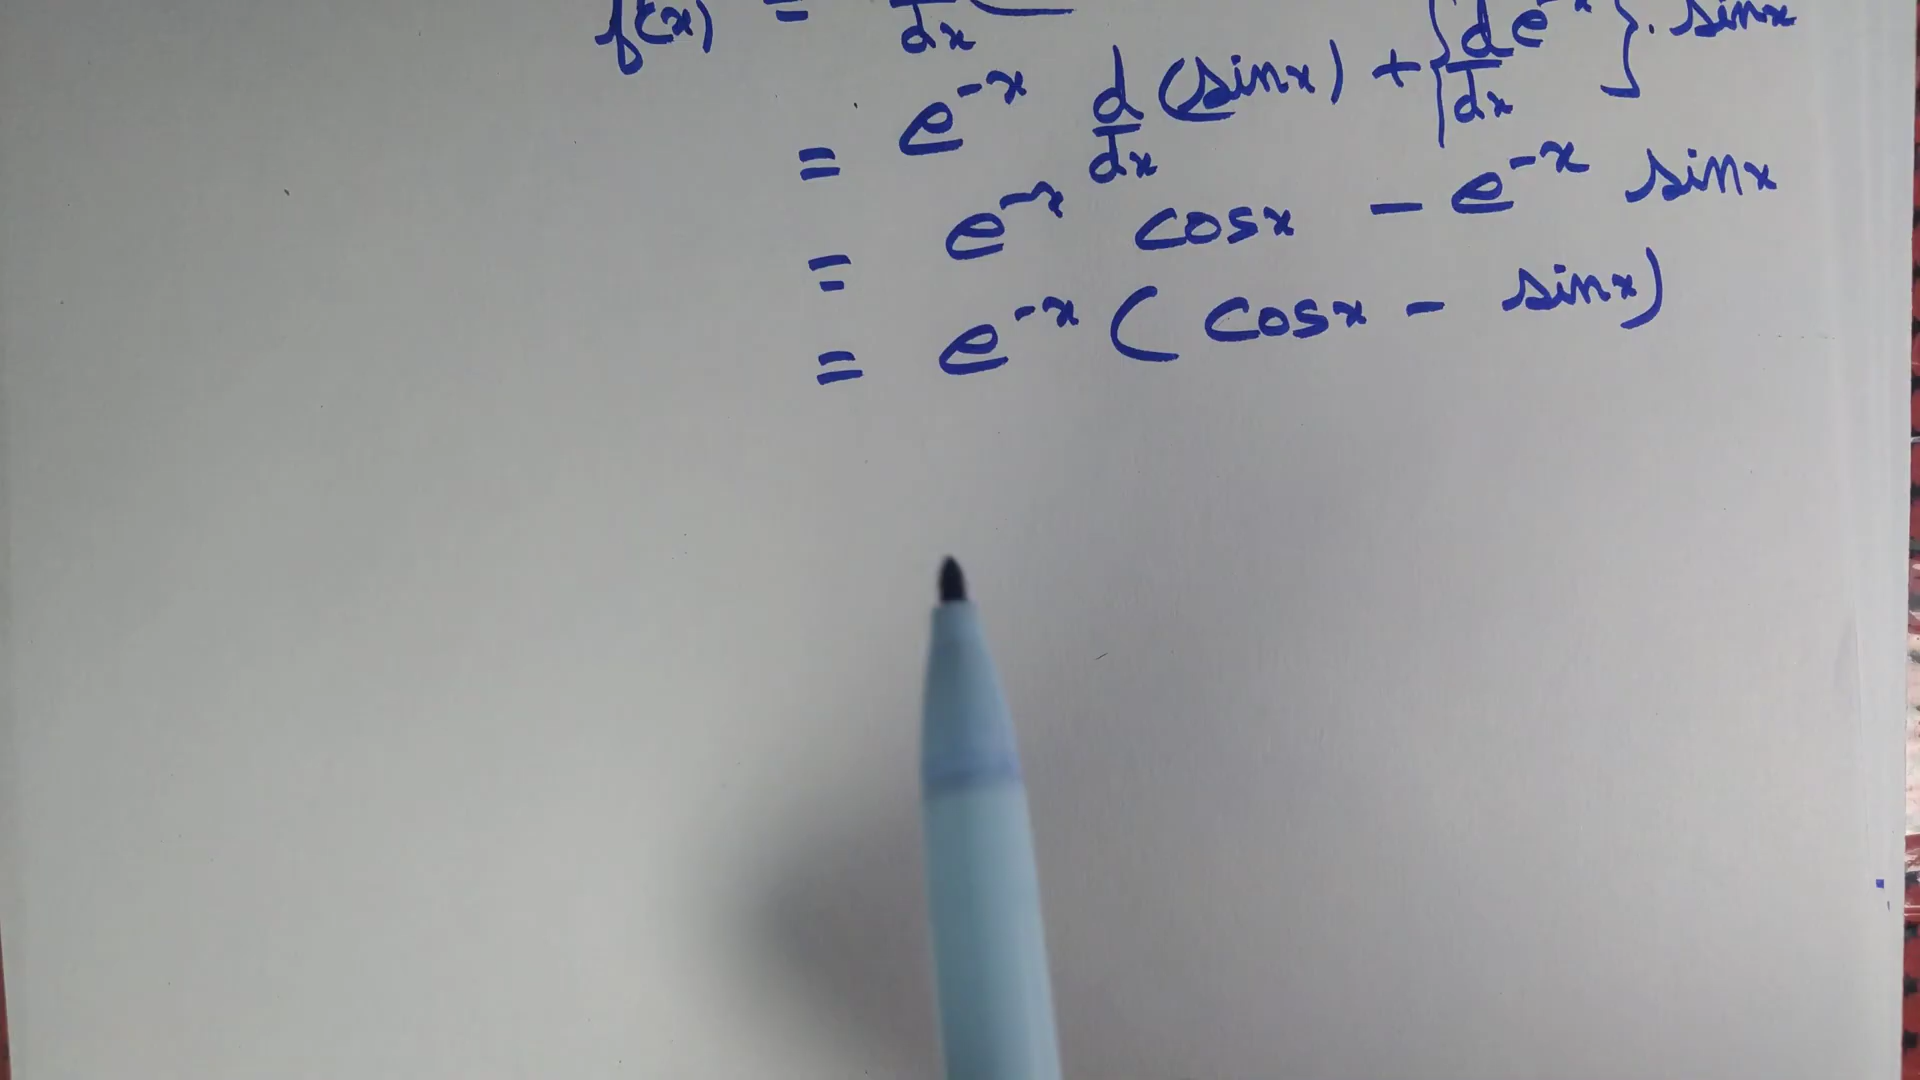 f'(x) = d/dx (
= e^{-x} d/dx (sinx) + {d e^{-x}/dx} . sinx
= e^{-x} cosx - e^{-x} sinx
= e^{-x} (cosx - sinx)